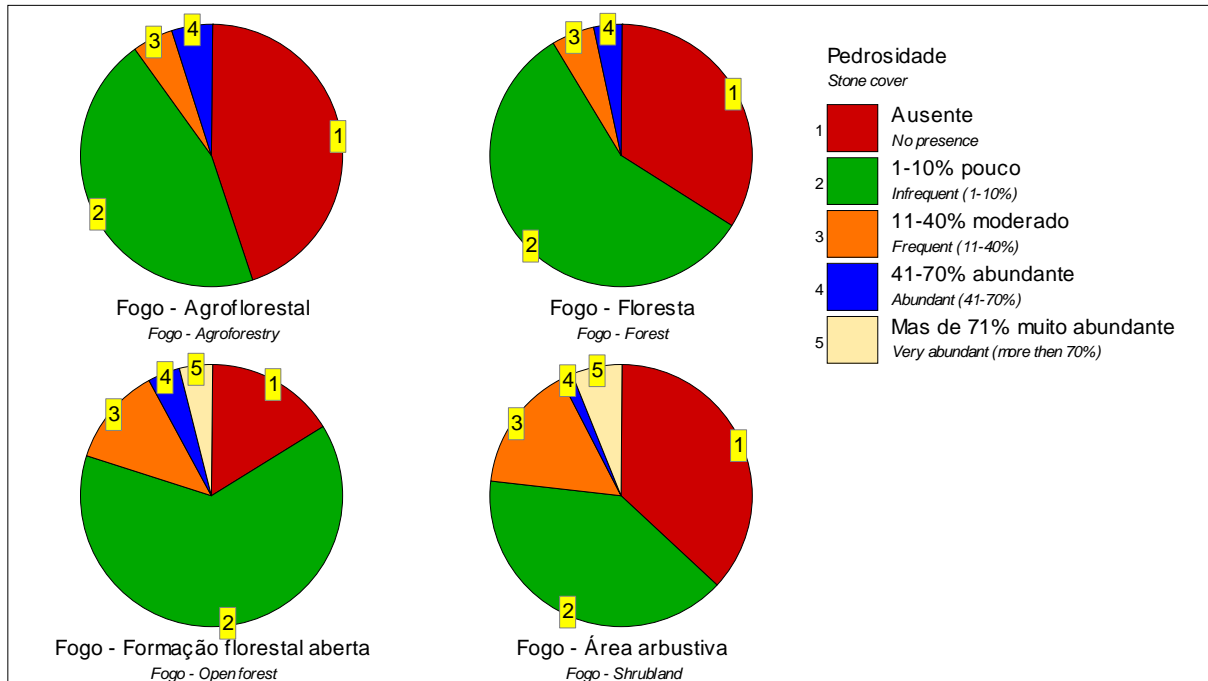 4
3
1
2
Fogo - Agroflorestal
Fogo - Agroforestry
4
3
1
2
Fogo - Floresta
Fogo - Forest
5
4
1
3
2
Fogo - Formação florestal aberta
Fogo - Open forest
5
4
3
1
2
Fogo - Área arbustiva
Fogo - Shrubland
Pedrosidade
Stone cover
1 Ausente
No presence
2 1-10% pouco
Infrequent (1-10%)
3 11-40% moderado
Frequent (11-40%)
4 41-70% abundante
Abundant (41-70%)
5 Mas de 71% muito abundante
Very abundant (more then 70%)